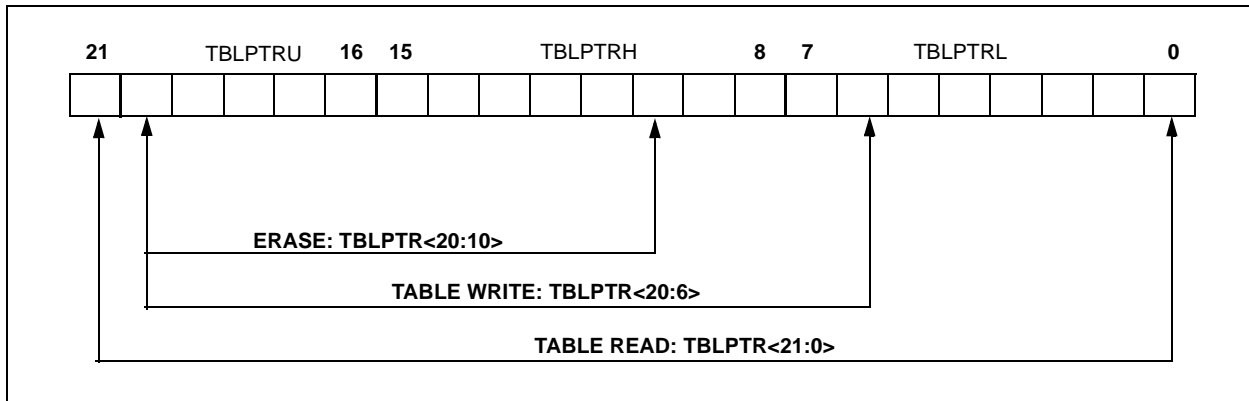 21 TBLPTRU 16 15 TBLPTRH 8 7 TBLPTRL 0
ERASE: TBLPTR<20:10>
TABLE WRITE: TBLPTR<20:6>
TABLE READ: TBLPTR<21:0>